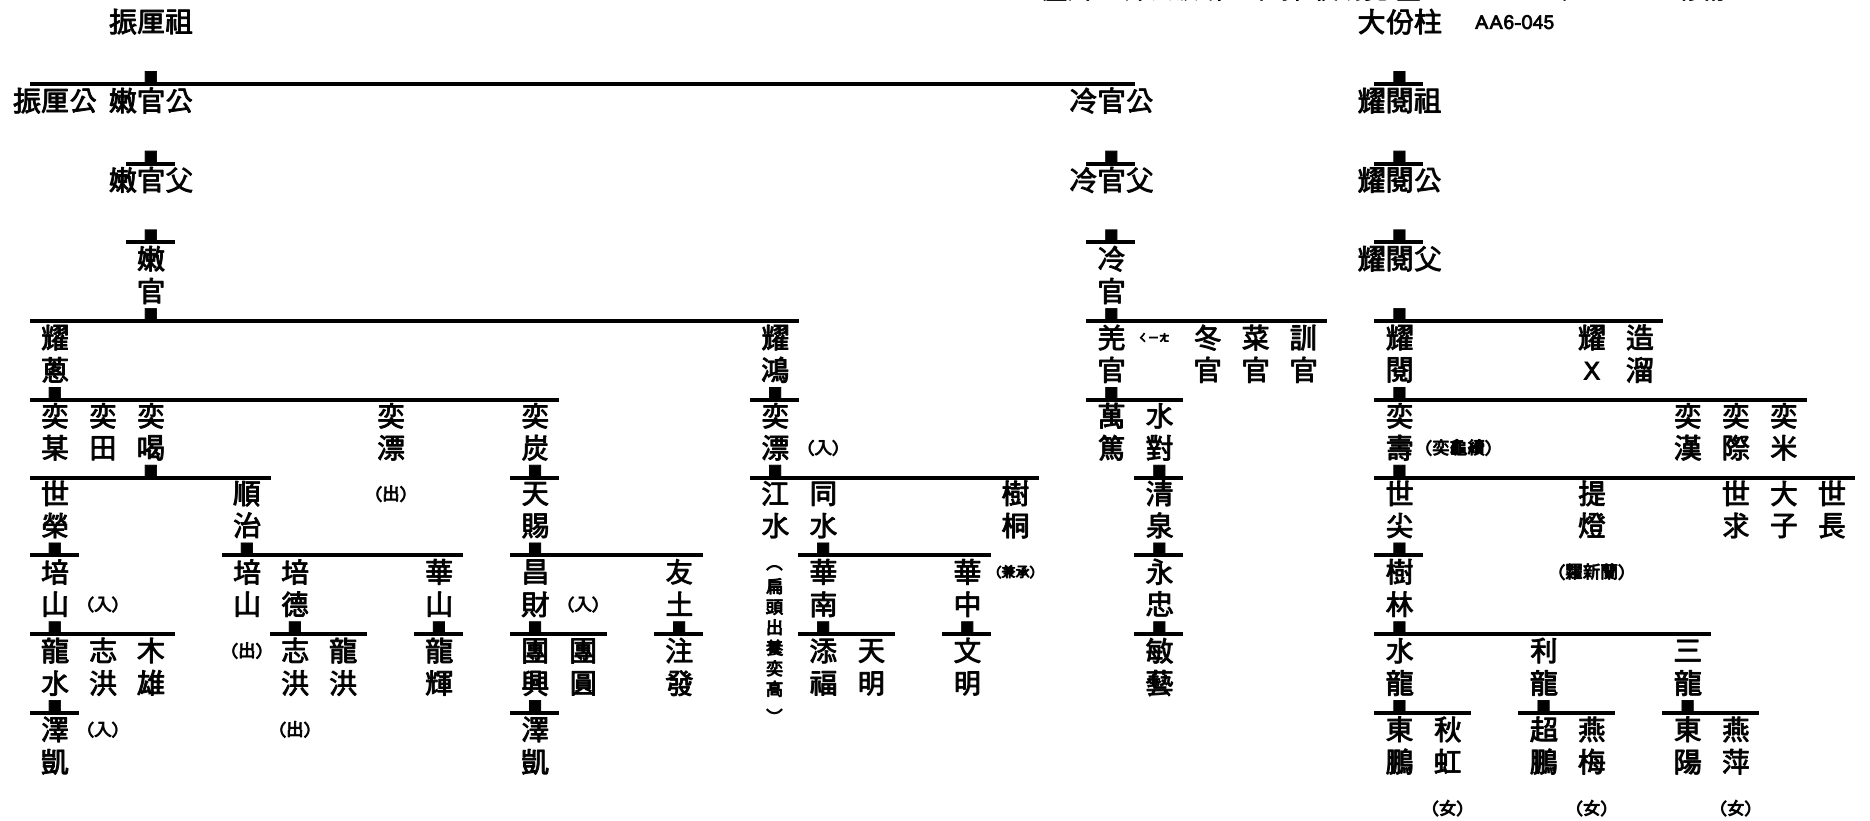 振厘祖 大份柱 AA6-045
振厘公 嫩官公 冷官公 耀閱祖
嫩官父 冷官父 耀閱公
嫩官 冷官 耀閱父
耀蔥 耀鴻 羌官 ㄑㄧㄤ 冬官 菜官 訓官 耀閱 耀X 造溜
奕某 奕田 奕喝 奕漂 (出) 奕炭 奕漂 (入) 萬篤 水對 奕壽 (奕龜續) 奕漢 奕際 奕米
世榮 順治 天賜 江水 (扁頭出養奕高) 同水 樹桐 (兼承) 清泉 世尖 提燈 (羅新蘭) 世求 大子 世長
培山 (入) 培山 (出) 培德 華山 昌財 (入) 友土 華南 華中 永忠 樹林
龍水 志洪 (入) 木雄 志洪 (出) 龍洪 龍輝 團興 團圓 注發 添福 天明 文明 敏藝 水龍 利龍 三龍
澤凱 澤凱 東鵬 秋虹 (女) 超鵬 燕梅 (女) 東陽 燕萍 (女)